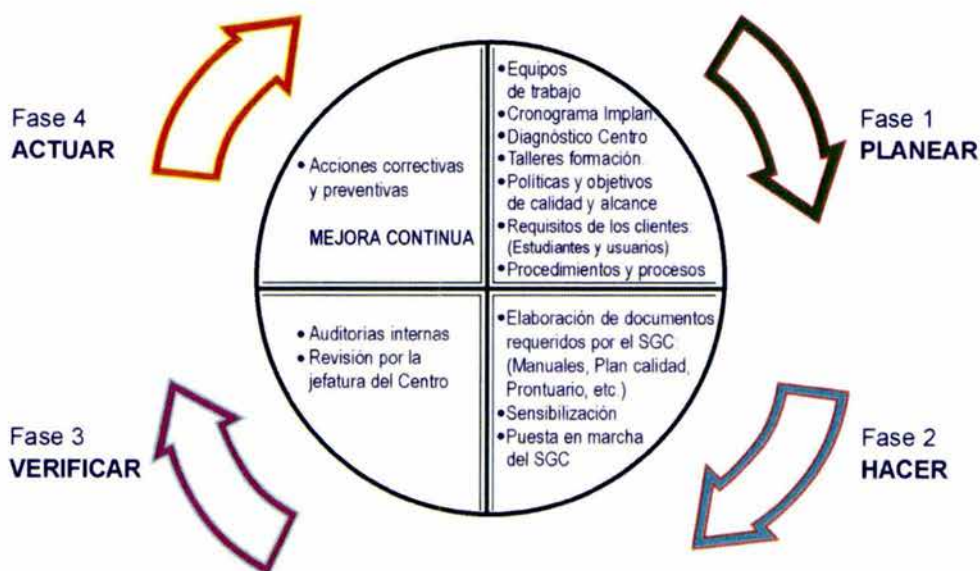 Fase 1
PLANEAR
• Equipos
de trabajo
• Cronograma Implan.
• Diagnóstico Centro
• Talleres formación.
• Políticas y objetivos
de calidad y alcance
• Requisitos de los clientes:
(Estudiantes y usuarios)
• Procedimientos y procesos
Fase 2
HACER
• Elaboración de documentos
requeridos por el SGC:
(Manuales, Plan calidad,
Prontuario, etc.)
• Sensibilización
• Puesta en marcha
del SGC
Fase 3
VERIFICAR
• Auditorias internas
• Revisión por la
jefatura del Centro
Fase 4
ACTUAR
• Acciones correctivas
y preventivas
MEJORA CONTINUA